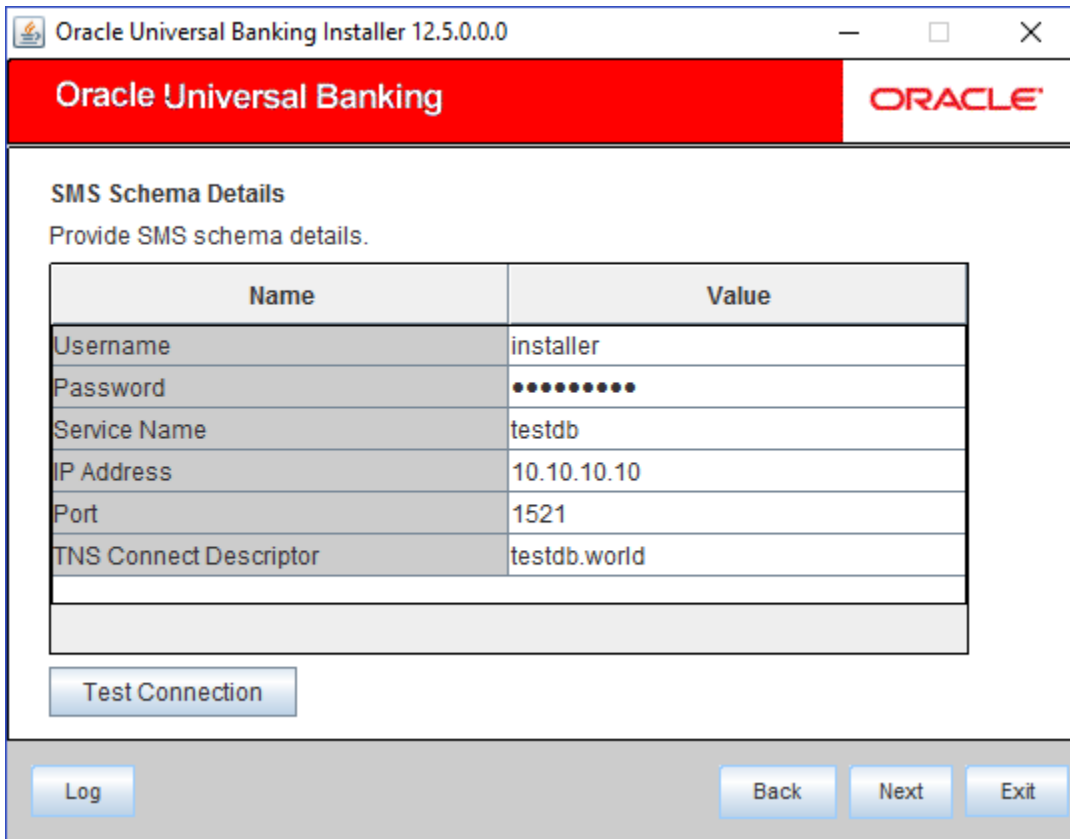 Oracle Universal Banking Installer 12.5.0.0.0
Oracle Universal Banking
ORACLE
SMS Schema Details
Provide SMS schema details.
Name Value
Username installer
Password •••••••••
Service Name testdb
IP Address 10.10.10.10
Port 1521
TNS Connect Descriptor testdb.world
Test Connection
Log Back Next Exit